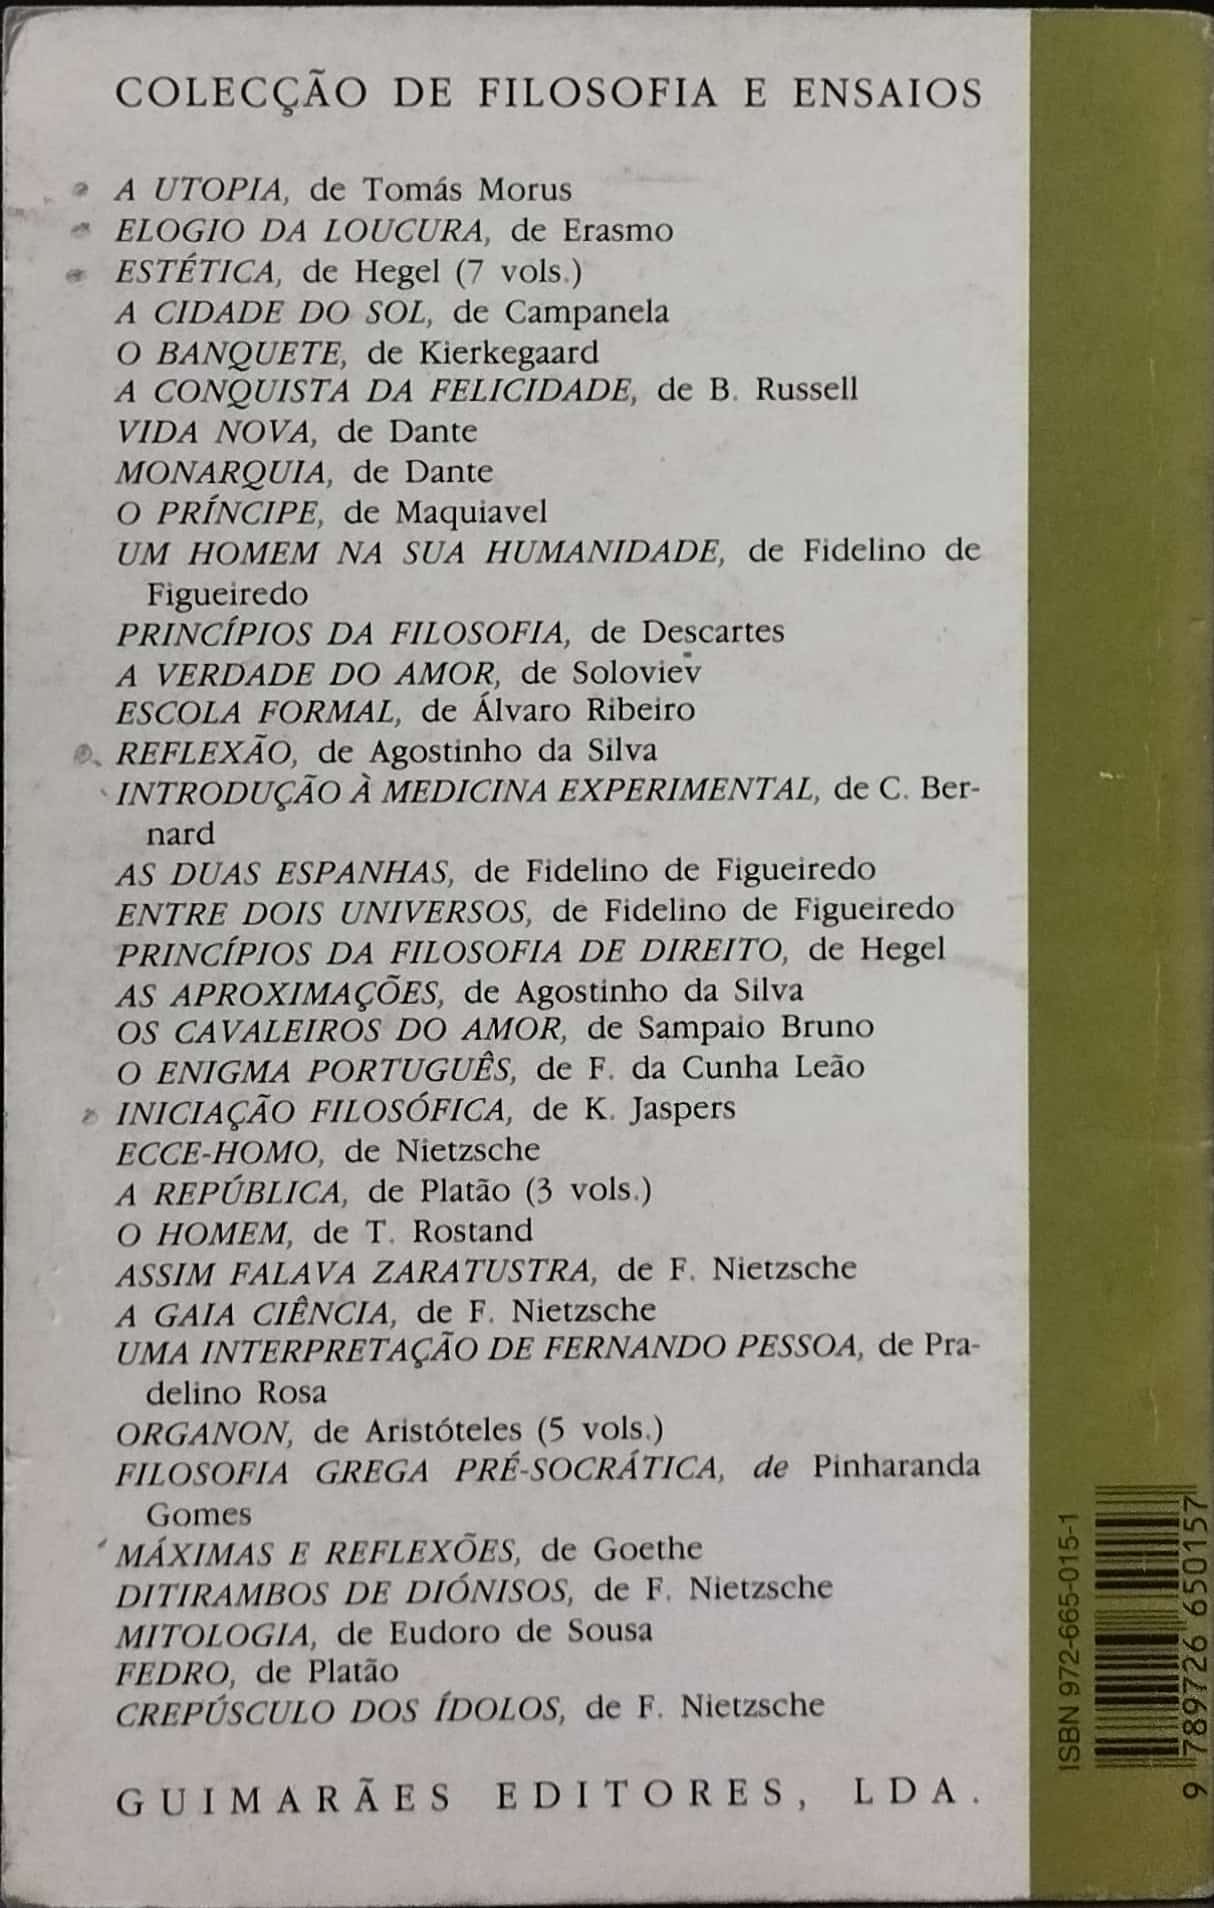 COLECÇÃO DE FILOSOFIA E ENSAIOS
A UTOPIA, de Tomás Morus
ELOGIO DA LOUCURA, de Erasmo
ESTÉTICA, de Hegel (7 vols.)
A CIDADE DO SOL, de Campanela
O BANQUETE, de Kierkegaard
A CONQUISTA DA FELICIDADE, de B. Russell
VIDA NOVA, de Dante
MONARQUIA, de Dante
O PRÍNCIPE, de Maquiavel
UM HOMEM NA SUA HUMANIDADE, de Fidelino de
Figueiredo
PRINCÍPIOS DA FILOSOFIA, de Descartes
A VERDADE DO AMOR, de Soloviev
ESCOLA FORMAL, de Álvaro Ribeiro
REFLEXÃO, de Agostinho da Silva
INTRODUÇÃO À MEDICINA EXPERIMENTAL, de C. Ber-
nard
AS DUAS ESPANHAS, de Fidelino de Figueiredo
ENTRE DOIS UNIVERSOS, de Fidelino de Figueiredo
PRINCÍPIOS DA FILOSOFIA DE DIREITO, de Hegel
AS APROXIMAÇÕES, de Agostinho da Silva
OS CAVALEIROS DO AMOR, de Sampaio Bruno
O ENIGMA PORTUGUÊS, de F. da Cunha Leão
INICIAÇÃO FILOSÓFICA, de K. Jaspers
ECCE-HOMO, de Nietzsche
A REPÚBLICA, de Platão (3 vols.)
O HOMEM, de T. Rostand
ASSIM FALAVA ZARATUSTRA, de F. Nietzsche
A GAIA CIÊNCIA, de F. Nietzsche
UMA INTERPRETAÇÃO DE FERNANDO PESSOA, de Pra-
delino Rosa
ORGANON, de Aristóteles (5 vols.)
FILOSOFIA GREGA PRÉ-SOCRÁTICA, de Pinharanda
Gomes
MÁXIMAS E REFLEXÕES, de Goethe
DITIRAMBOS DE DIÓNISOS, de F. Nietzsche
MITOLOGIA, de Eudoro de Sousa
FEDRO, de Platão
CREPÚSCULO DOS ÍDOLOS, de F. Nietzsche
GUIMARÃES EDITORES, LDA.
ISBN 972-665-015-1
9 789726 650157